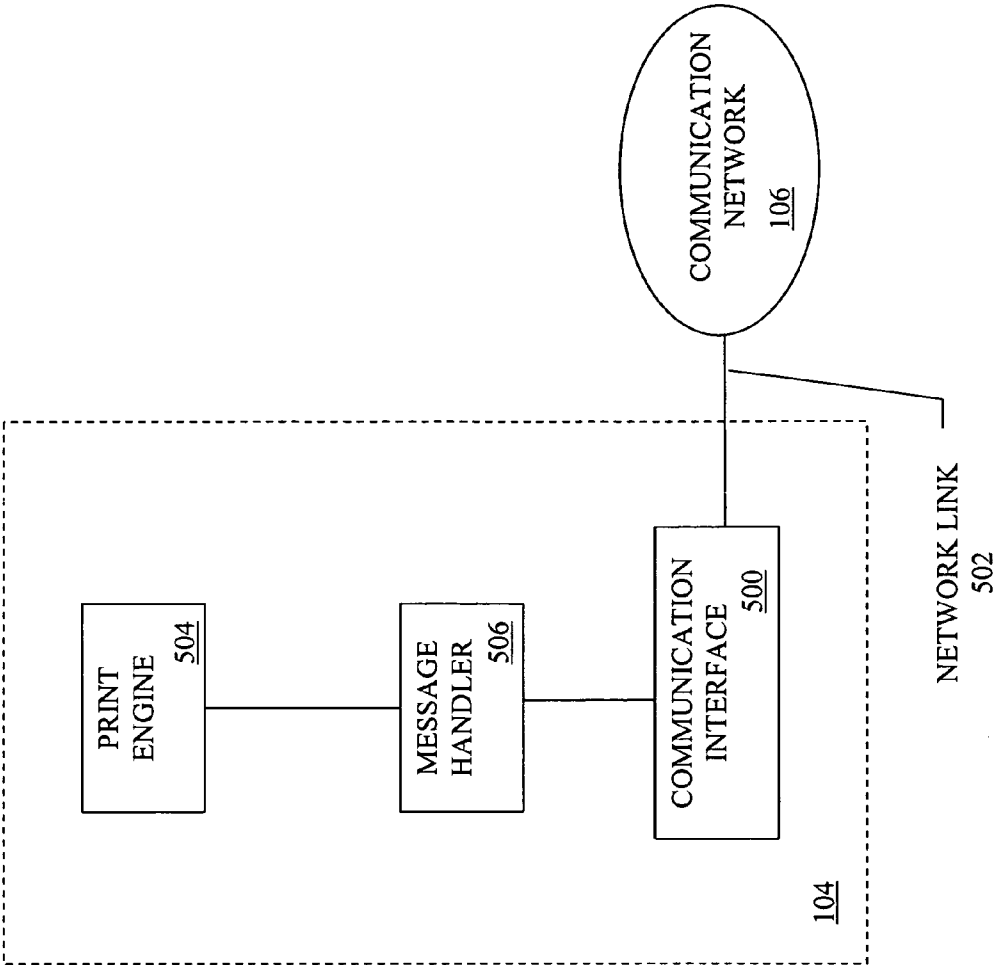 PRINT
ENGINE
504
MESSAGE
HANDLER
506
COMMUNICATION
INTERFACE
500
104
NETWORK LINK
502
COMMUNICATION
NETWORK
106